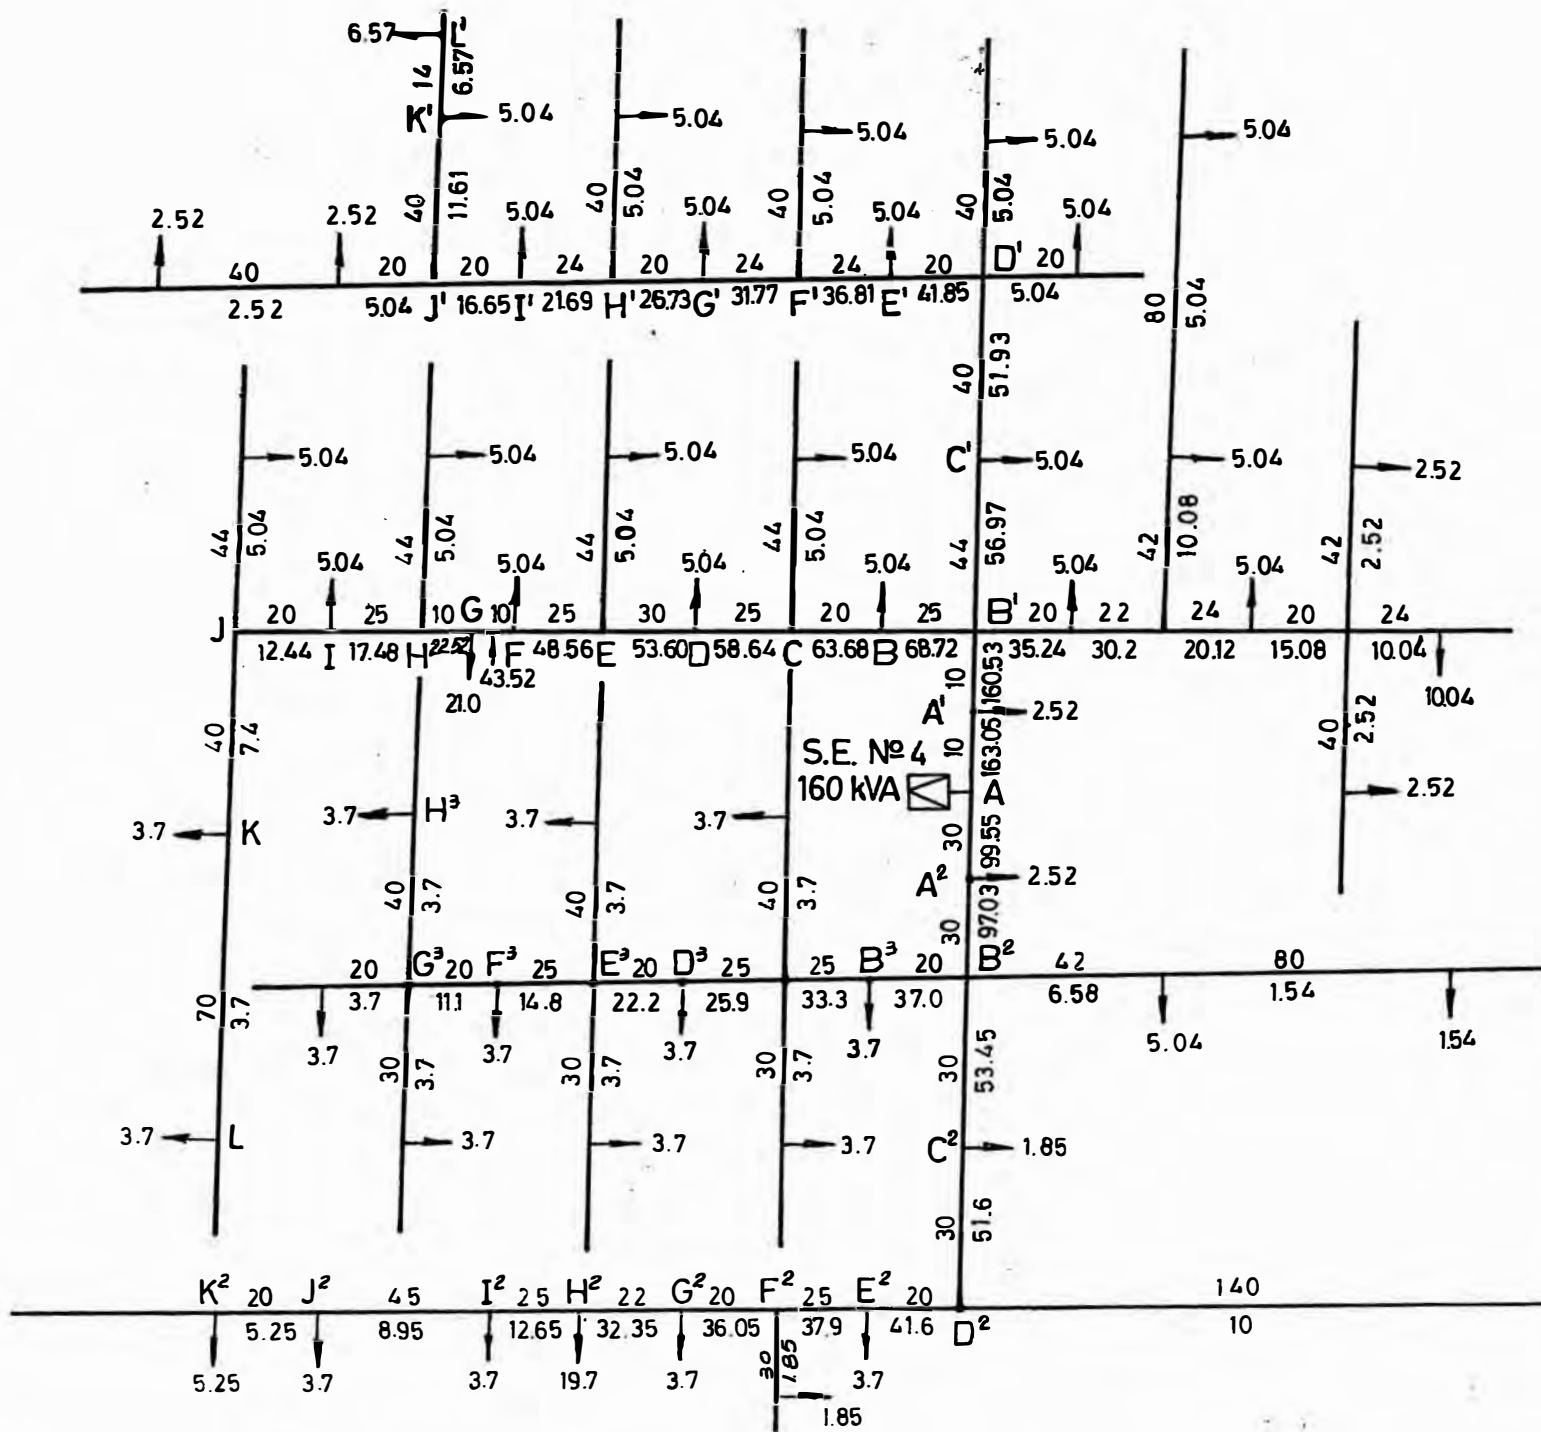 6.57 L'
14 6.57
K' 5.04 5.04 5.04 5.04 5.04
40 11.61 40 5.04 40 5.04 40 5.04
2.52 2.52 5.04 5.04 5.04 5.04
40 20 20 24 20 24 24 20 D' 20
2.52 5.04 J' 16.65 I' 21.69 H' 26.73 G' 31.77 F' 36.81 E' 41.85 5.04
80 5.04
40 51.93
5.04 5.04 5.04 5.04 C' 5.04 5.04 2.52
44 5.04 44 5.04 44 5.04 44 5.04 44 56.97 42 10.08 42 2.52
5.04 5.04 5.04 5.04 5.04 5.04
J 20 25 10 G 10 25 30 25 20 25 B' 20 22 24 20 24
12.44 I 17.48 H 22.52 F 48.56 E 53.60 D 58.64 C 63.68 B 68.72 35.24 30.2 20.12 15.08 10.04
43.52
21.0
10 160.53
10.04
A' 2.52
40 7.4
10 163.05
40 2.52
S.E. Nº 4
160 kVA A
2.52
3.7 K 3.7 H³ 3.7 3.7
30 99.55
A² 2.52
40 3.7 40 3.7 40 3.7
30 97.03
20 G³ 20 F³ 25 E³ 20 D³ 25 25 B³ 20 B² 42 80
3.7 11.1 14.8 22.2 25.9 33.3 37.0 6.58 1.54
70 3.7
3.7 3.7 3.7 3.7 5.04 1.54
30 3.7 30 3.7 30 3.7 30 53.45
3.7 L 3.7 3.7 3.7 C² 1.85
30 51.6
K² 20 J² 45 I² 25 H² 22 G² 20 F² 25 E² 20 140
5.25 8.95 12.65 32.35 36.05 37.9 41.6 D² 10
30 1.85
5.25 3.7 3.7 19.7 3.7 3.7
1.85